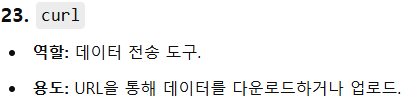 23. curl
• 역할: 데이터 전송 도구.
• 용도: URL을 통해 데이터를 다운로드하거나 업로드.